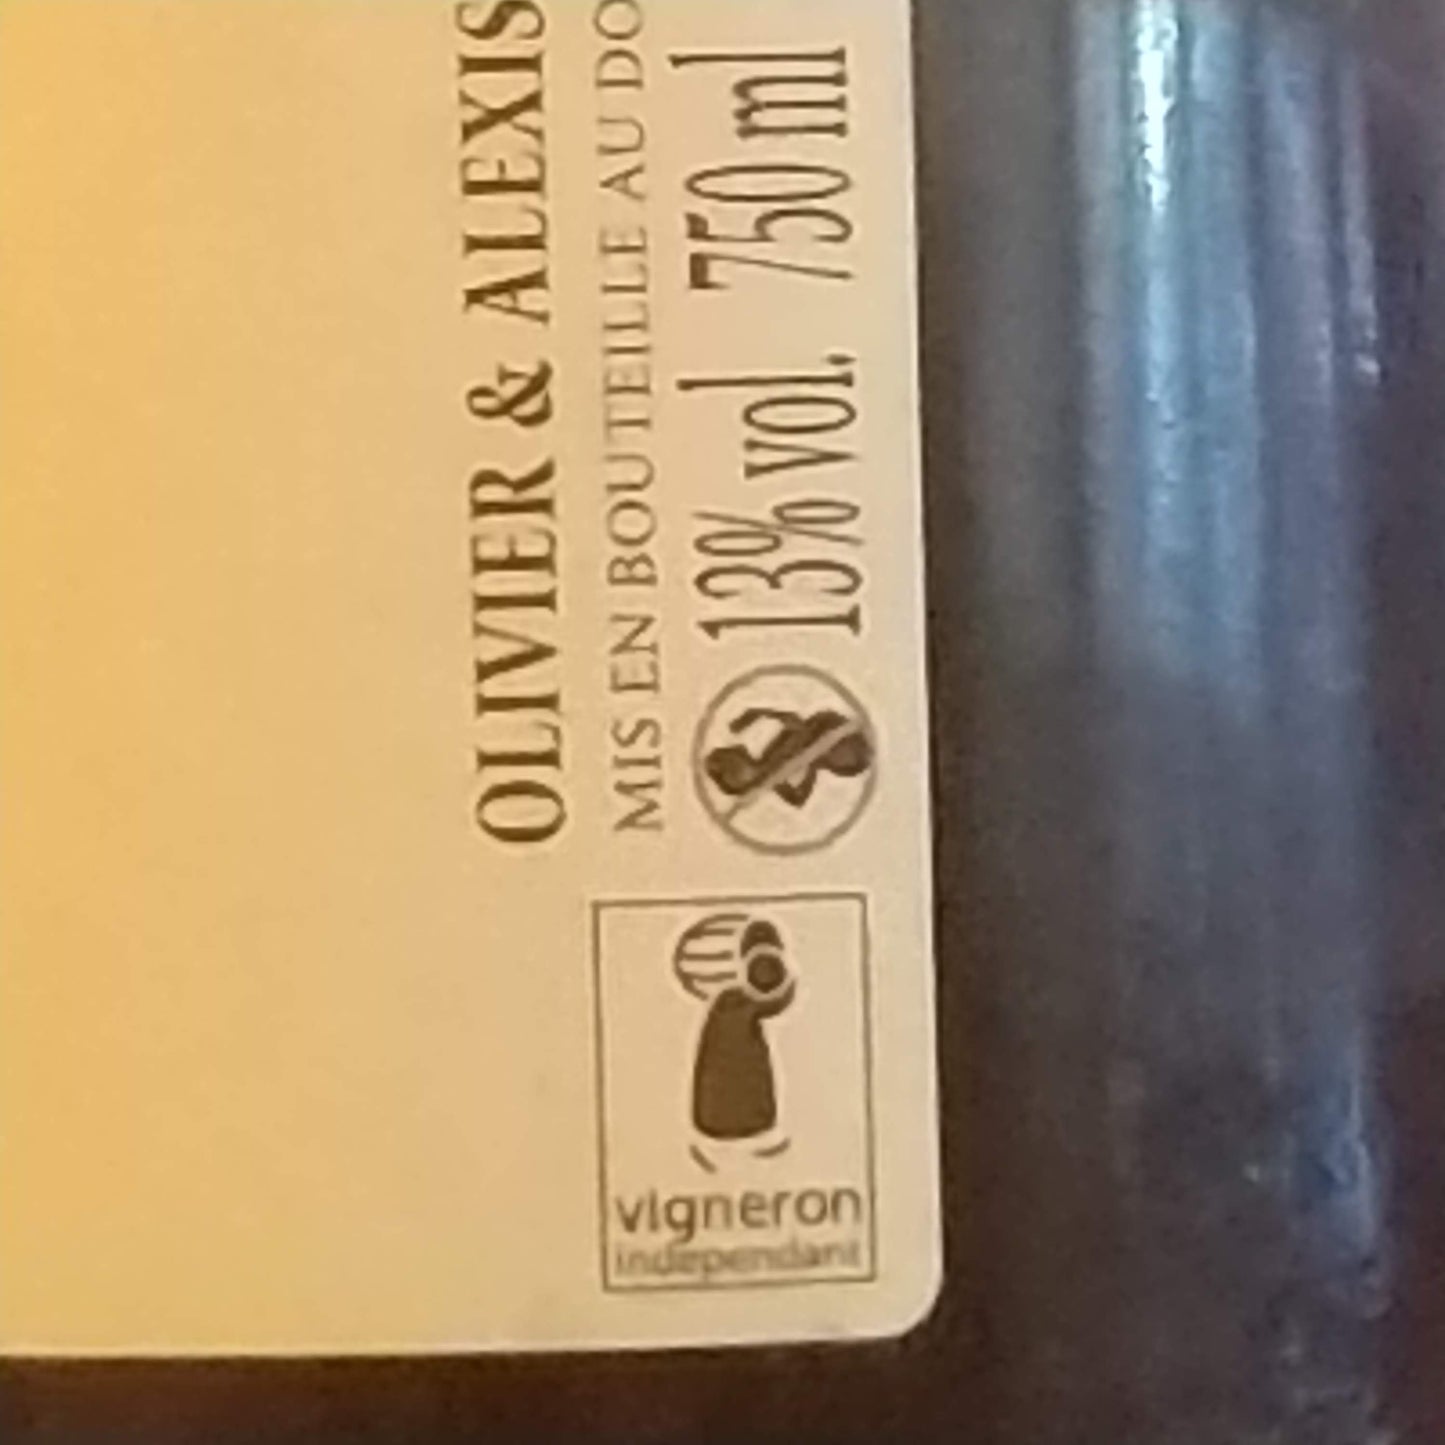 OLIVIER & ALEXIS
MIS EN BOUTEILLE AU DO
13% vol. 750 ml
vigneron
indépendant